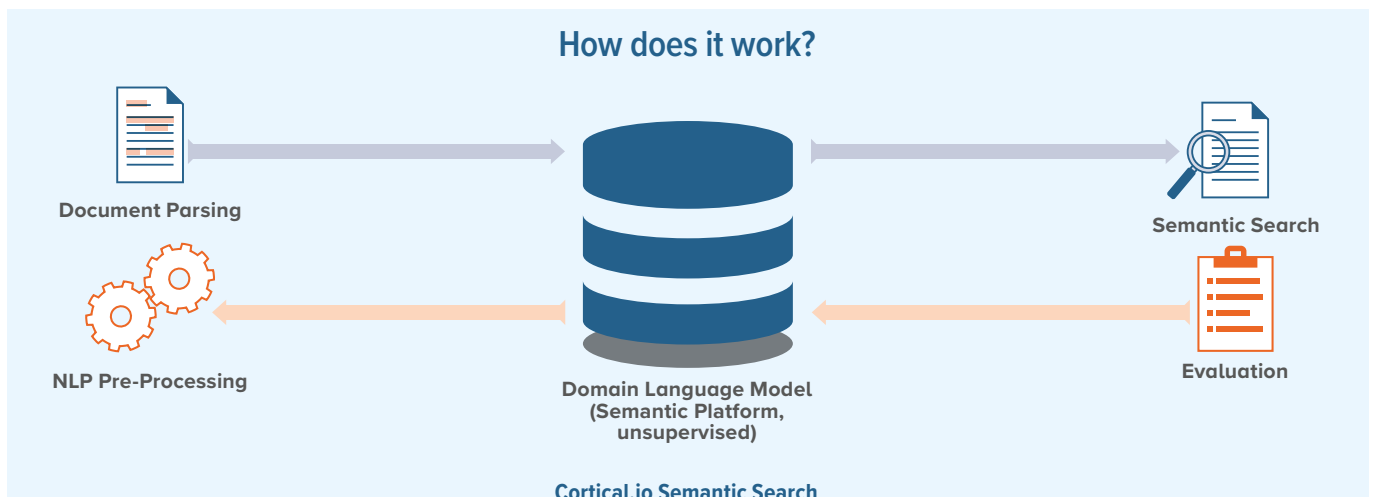 How does it work?
Document Parsing
Semantic Search
NLP Pre-Processing
Evaluation
Domain Language Model
(Semantic Platform,
unsupervised)
Cortical.io Semantic Search